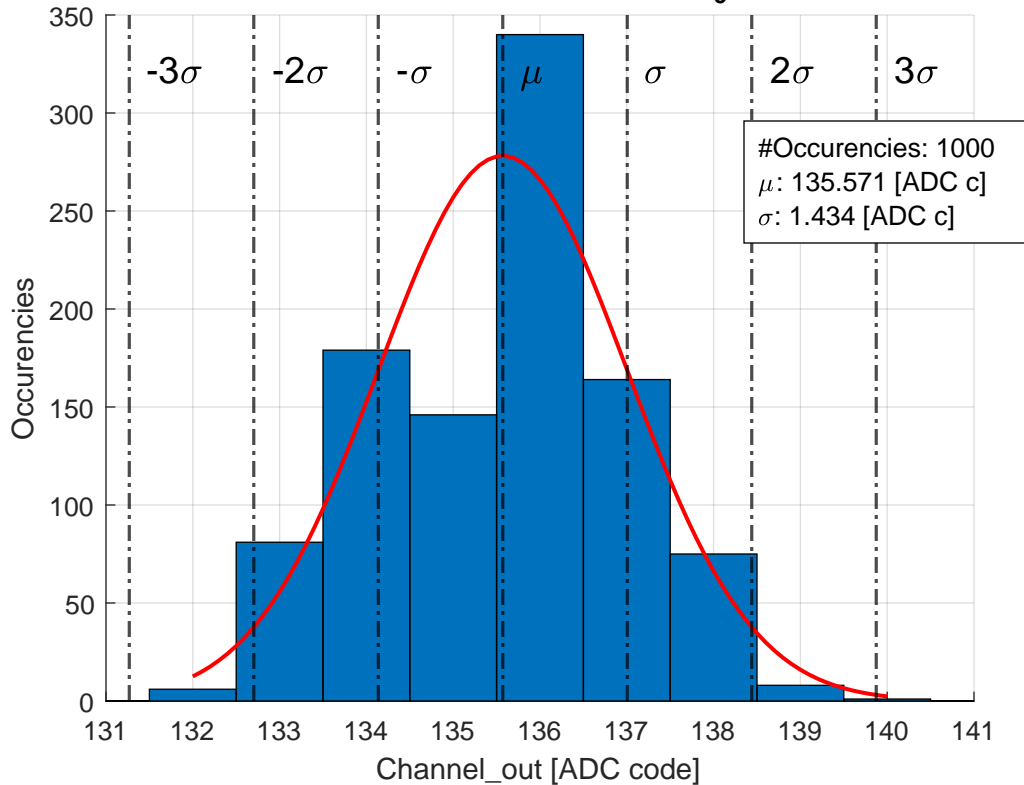 350
300
250
200
150
100
50
0
Occurencies
-3σ -2σ -σ μ σ 2σ 3σ
#Occurencies: 1000
μ: 135.571 [ADC c]
σ: 1.434 [ADC c]
131 132 133 134 135 136 137 138 139 140 141
Channel_out [ADC code]